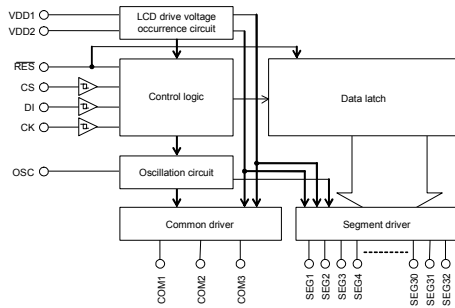 VDD1
VDD2
LCD drive voltage
occurrence circuit
RES
CS
DI
CK
Control logic
Data latch
OSC
Oscillation circuit
Common driver
Segment driver
COM1
COM2
COM3
SEG1
SEG2
SEG3
SEG4
SEG30
SEG31
SEG32